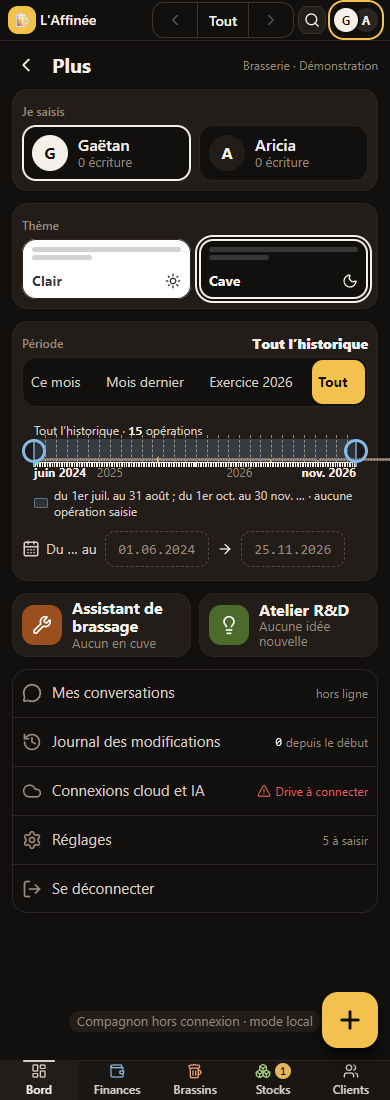 L'Affinée
Tout
G A
Plus
Brasserie · Démonstration
Je saisis
G
Gaëtan
0 écriture
A
Aricia
0 écriture
Thème
Clair
Cave
Période
Tout l'historique
Ce mois
Mois dernier
Exercice 2026
Tout
Tout l'historique · 15 opérations
juin 2024
2025
2026
nov. 2026
du 1er juil. au 31 août ; du 1er oct. au 30 nov. … · aucune
opération saisie
Du … au
01.06.2024
25.11.2026
Assistant de
brassage
Aucun en cuve
Atelier R&D
Aucune idée
nouvelle
Mes conversations
hors ligne
Journal des modifications
0 depuis le début
Connexions cloud et IA
Drive à connecter
Réglages
5 à saisir
Se déconnecter
Compagnon hors connexion · mode local
Bord
Finances
Brassins
Stocks
1
Clients